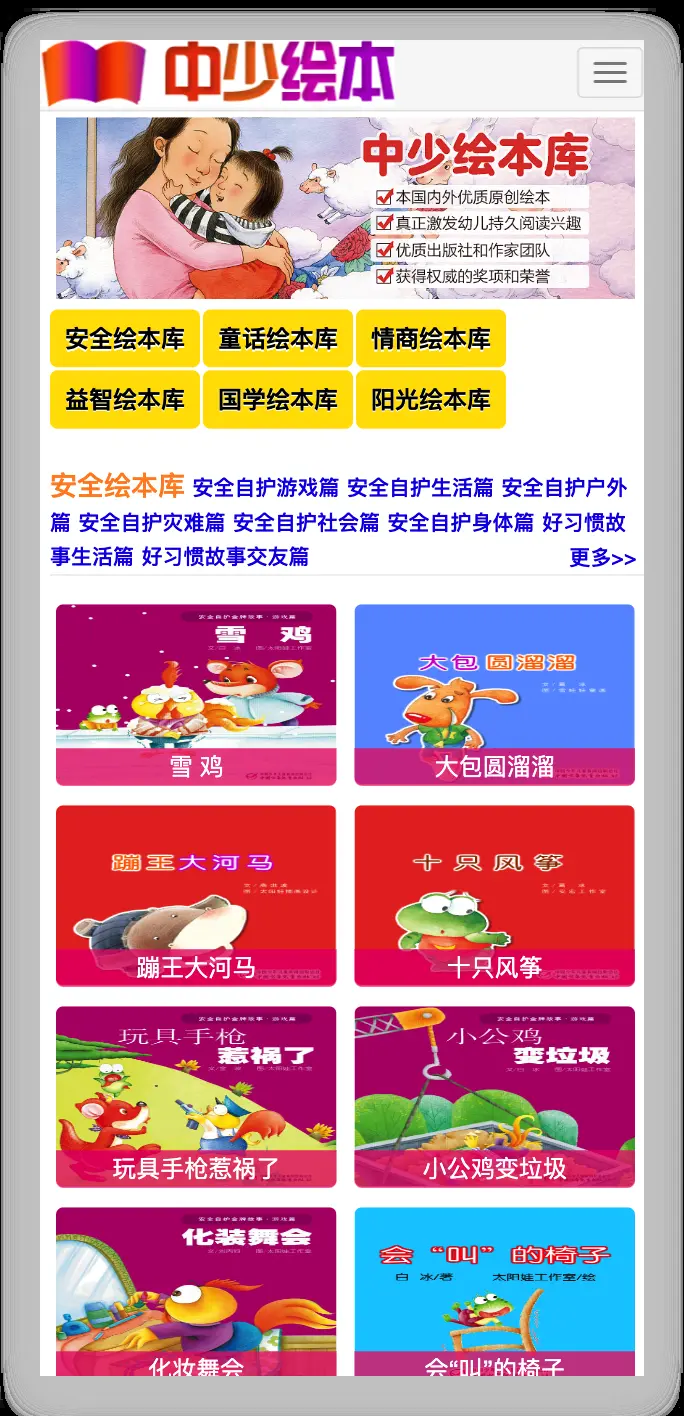 中少绘本
中少绘本库
本国内外优质原创绘本
真正激发幼儿持久阅读兴趣
优质出版社和作家团队
获得权威的奖项和荣誉
安全绘本库 童话绘本库 情商绘本库
益智绘本库 国学绘本库 阳光绘本库
安全绘本库 安全自护游戏篇 安全自护生活篇 安全自护户外
篇 安全自护灾难篇 安全自护社会篇 安全自护身体篇 好习惯故
事生活篇 好习惯故事交友篇 更多>>
安全自护金牌故事·游戏篇
雪 鸡
雪 鸡
大包圆溜溜
大包圆溜溜
蹦王大河马
蹦王大河马
十只风筝
十只风筝
安全自护金牌故事·游戏篇
玩具手枪
惹祸了
玩具手枪惹祸了
安全自护金牌故事·游戏篇
小公鸡
变垃圾
小公鸡变垃圾
安全自护金牌故事·游戏篇
化装舞会
化妆舞会
会“叫”的椅子
白 冰/著 太阳娃工作室/绘
会“叫”的椅子